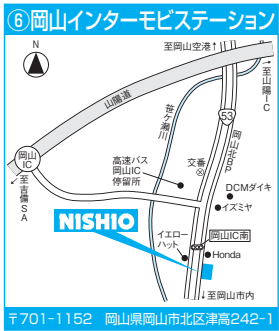 ⑥岡山インターモビステーション
N
至岡山空港↑
至山陽IC
山陽道
笹ヶ瀬川
53
岡山北BP
岡山IC
至吉備SA
高速バス
岡山IC
停留所
交番
DCMダイキ
イズミヤ
NISHIO
イエロー
ハット
岡山IC南
Honda
↓至岡山市内
〒701-1152 岡山県岡山市北区津高242-1